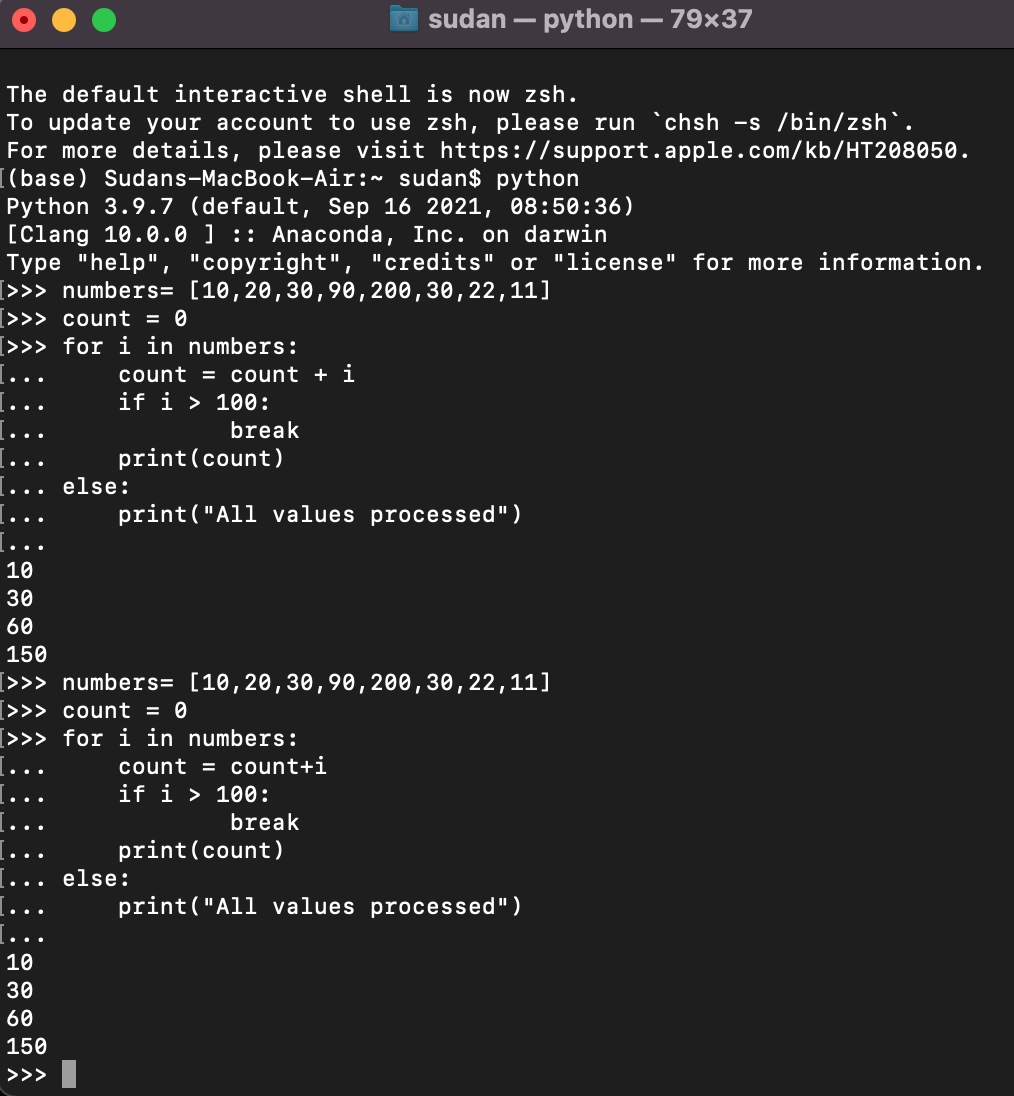 sudan — python — 79×37
The default interactive shell is now zsh.
To update your account to use zsh, please run `chsh -s /bin/zsh`.
For more details, please visit https://support.apple.com/kb/HT208050.
[(base) Sudans-MacBook-Air:~ sudan$ python
Python 3.9.7 (default, Sep 16 2021, 08:50:36)
[Clang 10.0.0 ] :: Anaconda, Inc. on darwin
Type "help", "copyright", "credits" or "license" for more information.
[>>> numbers= [10,20,30,90,200,30,22,11]
[>>> count = 0
[>>> for i in numbers:
[...     count = count + i
[...     if i > 100:
[...             break
[...     print(count)
[... else:
[...     print("All values processed")
[...
10
30
60
150
[>>> numbers= [10,20,30,90,200,30,22,11]
[>>> count = 0
[>>> for i in numbers:
[...     count = count+i
[...     if i > 100:
[...             break
[...     print(count)
[... else:
[...     print("All values processed")
[...
10
30
60
150
>>>